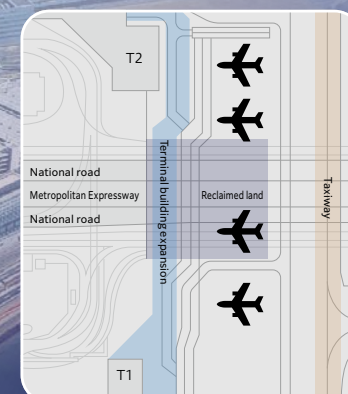 T2
National road
Metropolitan Expressway
National road
Terminal building expansion
Reclaimed land
Taxiway
T1